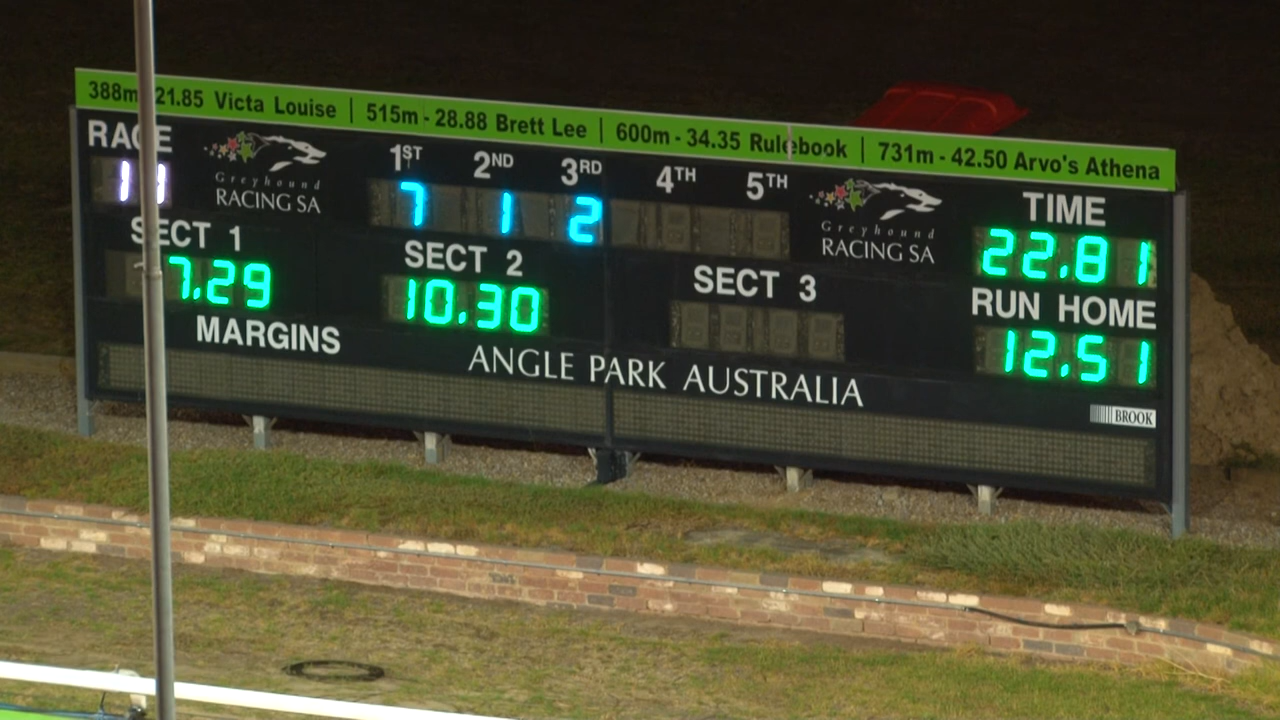 388m 21.85 Victa Louise | 515m - 28.88 Brett Lee | 600m - 34.35 Rulebook | 731m - 42.50 Arvo's Athena
RACE
11
Greyhound
RACING SA
1ST 2ND 3RD 4TH 5TH
7 1 2
Greyhound
RACING SA
TIME
22.81
SECT 1
7.29
SECT 2
10.30
SECT 3
RUN HOME
12.51
MARGINS
ANGLE PARK AUSTRALIA
BROOK